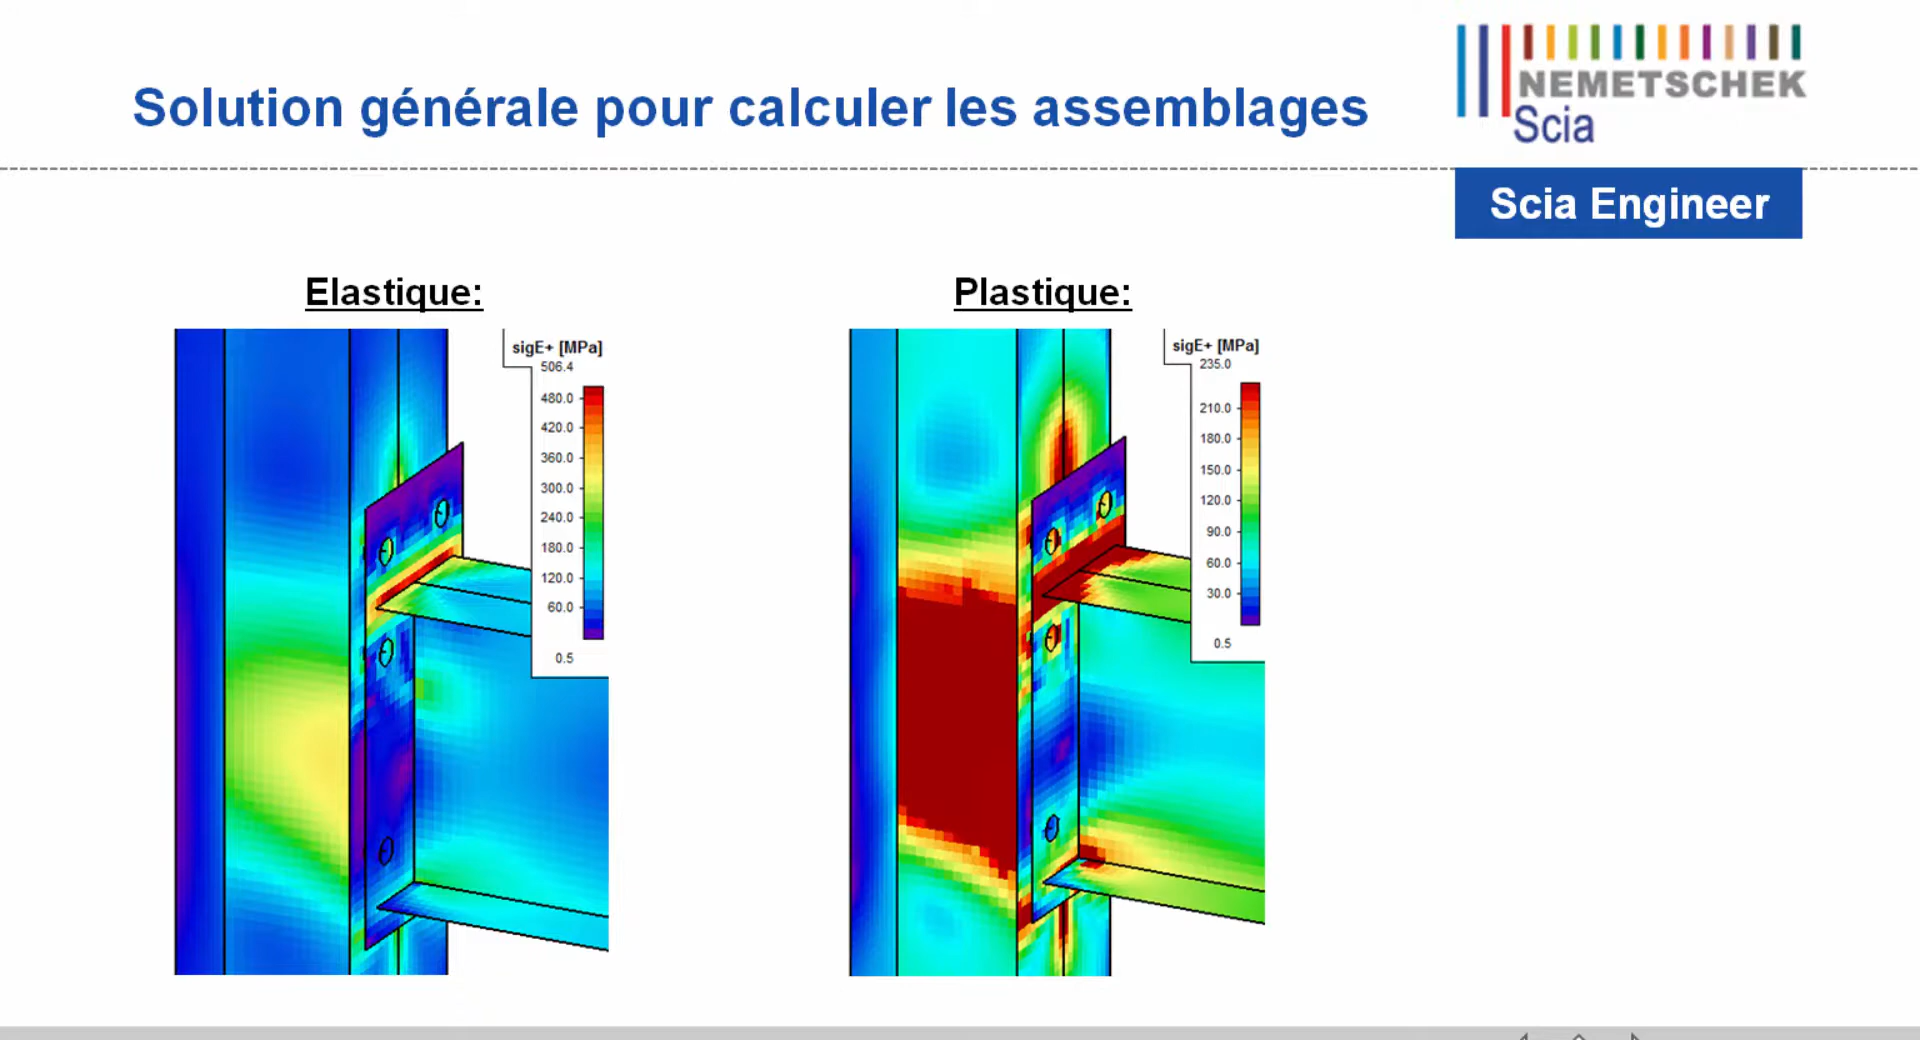 Solution générale pour calculer les assemblages
NEMETSCHEK
Scia
Scia Engineer
Elastique:
sigE+ [MPa]
506.4
480.0
420.0
360.0
300.0
240.0
180.0
120.0
60.0
0.5
Plastique:
sigE+ [MPa]
235.0
210.0
180.0
150.0
120.0
90.0
60.0
30.0
0.5